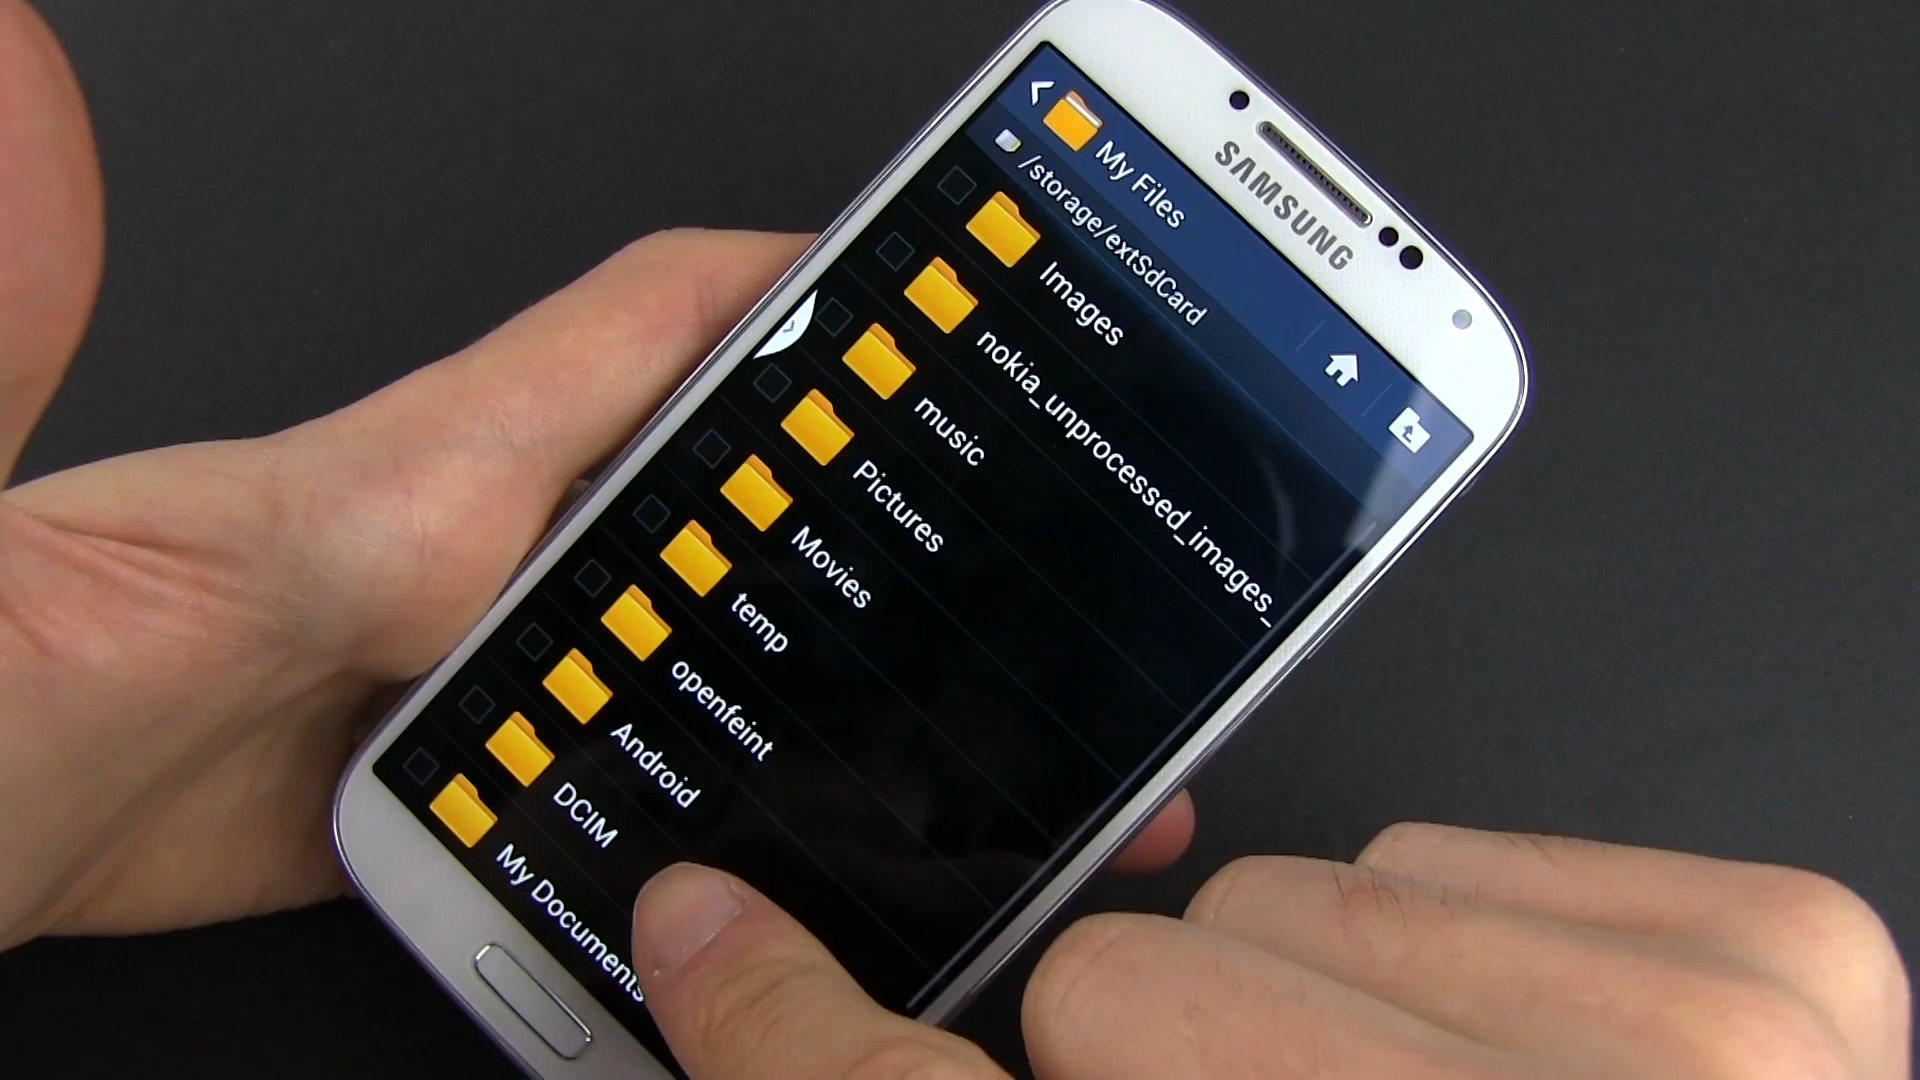 SAMSUNG
My Files
/storage/extSdCard
Images
nokia_unprocessed_images_
music
Pictures
Movies
temp
openfeint
Android
DCIM
My Documents